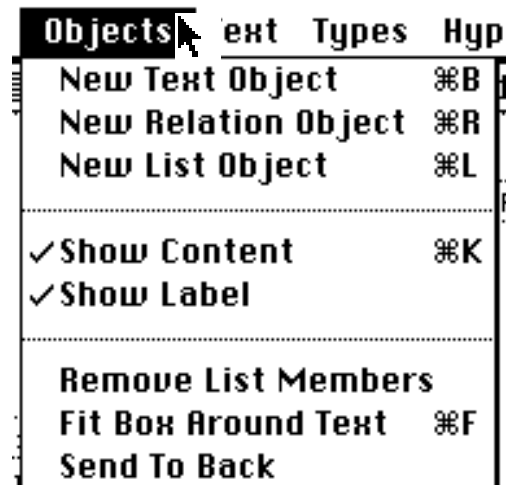 Objects ext Types Hyp
New Text Object ⌘B
New Relation Object ⌘R
New List Object ⌘L
✓Show Content ⌘K
✓Show Label
Remove List Members
Fit Box Around Text ⌘F
Send To Back